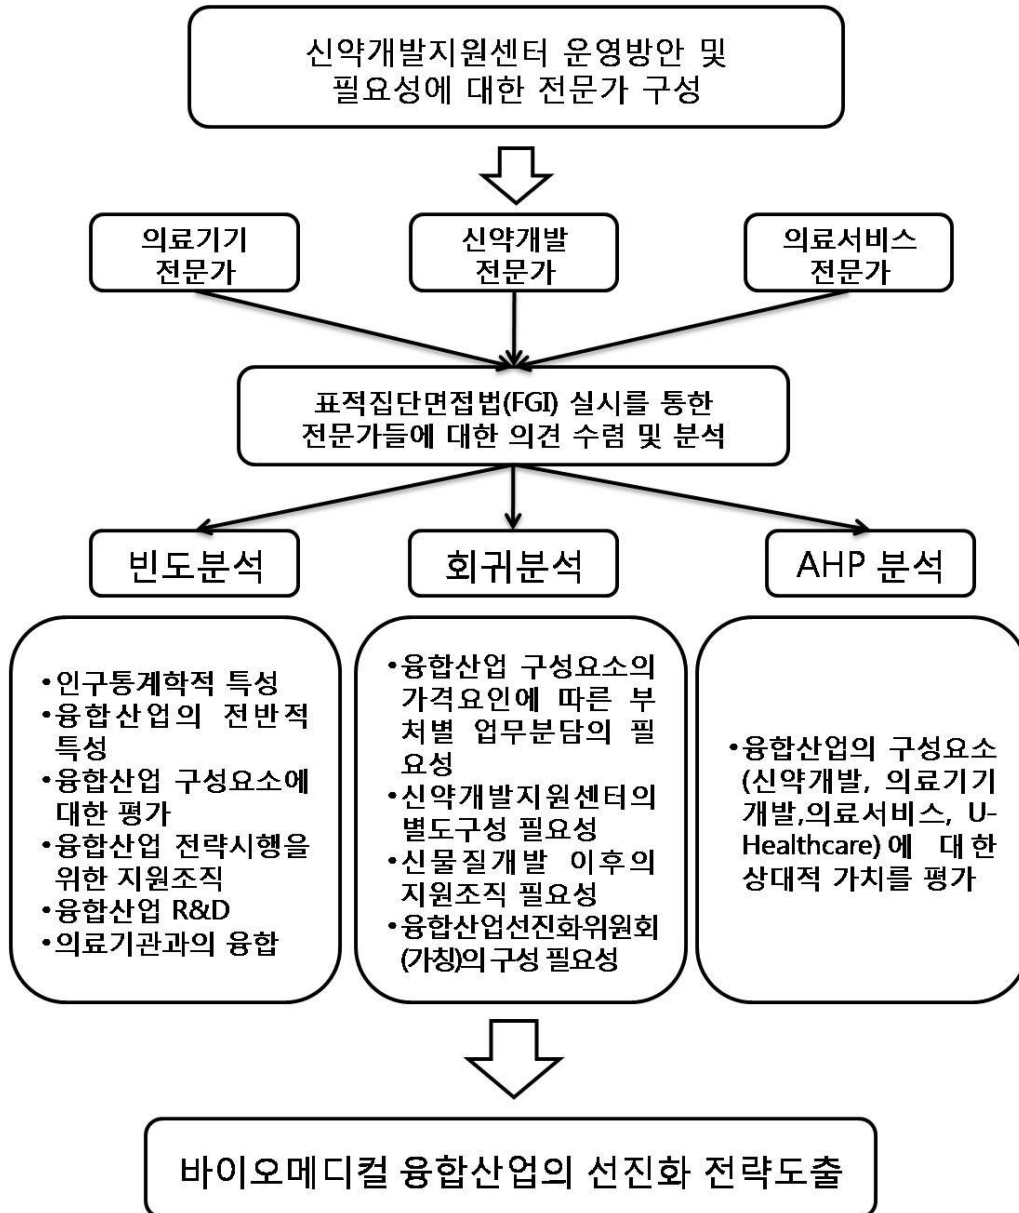 신약개발지원센터 운영방안 및
필요성에 대한 전문가 구성
의료기기
전문가
신약개발
전문가
의료서비스
전문가
표적집단면접법(FGI) 실시를 통한
전문가들에 대한 의견 수렴 및 분석
빈도분석
회귀분석
AHP 분석
•인구통계학적 특성
•융합산업의 전반적
특성
•융합산업 구성요소에
대한 평가
•융합산업 전략시행을
위한 지원조직
•융합산업 R&D
•의료기관과의 융합
•융합산업 구성요소의
가격요인에 따른 부
처별 업무분담의 필
요성
•신약개발지원센터의
별도구성 필요성
•신물질개발 이후의
지원조직 필요성
•융합산업선진화위원회
(가칭)의 구성 필요성
•융합산업의 구성요소
(신약개발, 의료기기
개발,의료서비스, U-
Healthcare)에 대한
상대적 가치를 평가
바이오메디컬 융합산업의 선진화 전략도출